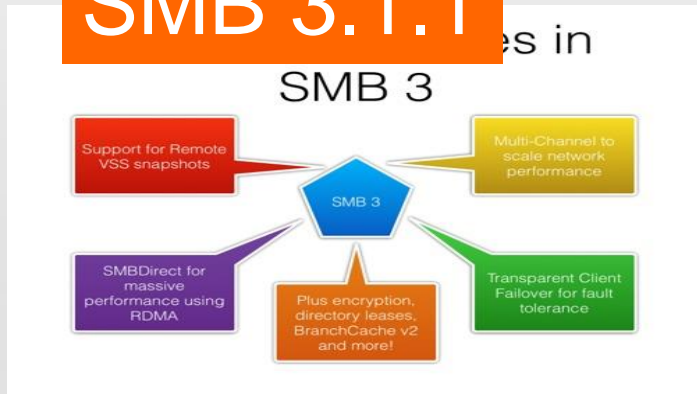 SMB 3.1.1
es in
SMB 3
Support for Remote
VSS snapshots
Multi-Channel to
scale network
performance
SMB 3
SMBDirect for
massive
performance using
RDMA
Plus encryption,
directory leases,
BranchCache v2
and more!
Transparent Client
Failover for fault
tolerance